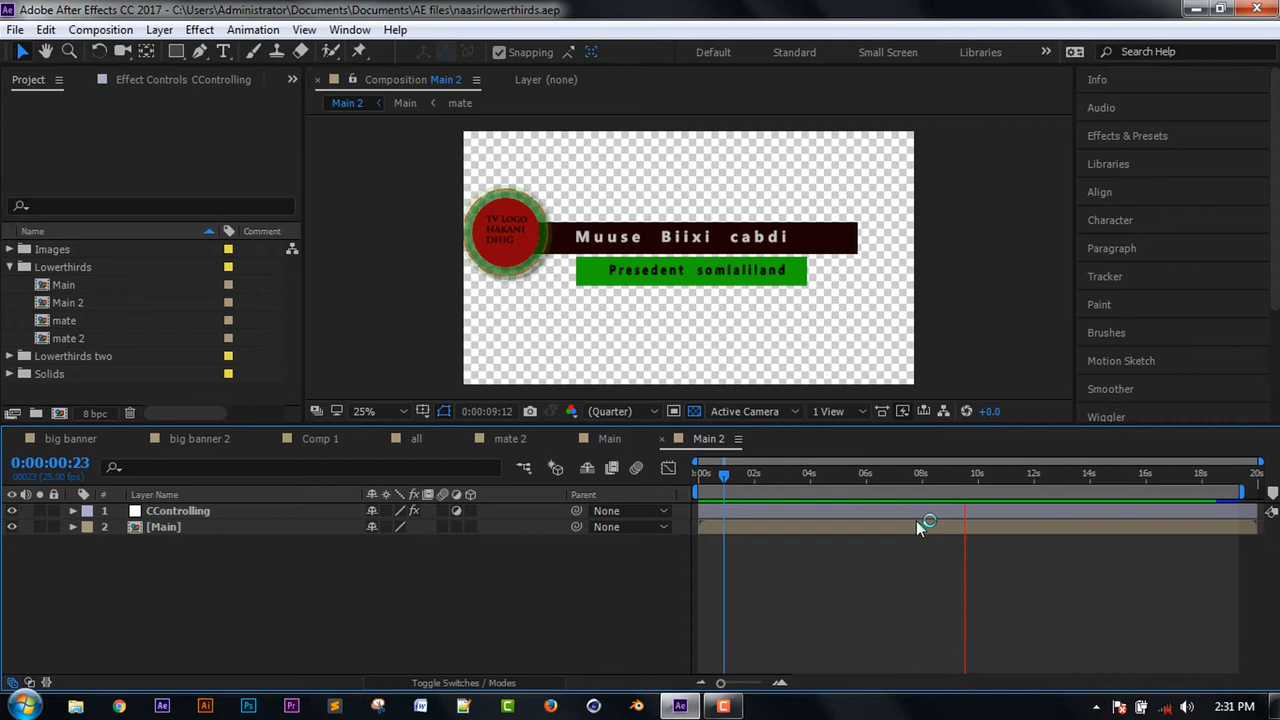 Adobe After Effects CC 2017 - C:\Users\Administrator\Documents\Documents\AE files\naasirlowerthirds.aep
File Edit Composition Layer Effect Animation View Window Help
Snapping Default Standard Small Screen Libraries Search Help
Project Effect Controls CControlling Composition Main 2 Layer (none) Info
Main 2 Main mate
Audio
Effects & Presets
Libraries
Align
Character
Paragraph
Tracker
Paint
Brushes
Motion Sketch
Smoother
Wiggler
Name Comment
Images
Lowerthirds
Main
Main 2
mate
mate 2
Lowerthirds two
Solids
8 bpc
TV Logo
HAKANI
DHIG
Muuse Biixi cabdi
Presedent somlaliland
25% 0:00:09:12 (Quarter) Active Camera 1 View +0.0
big banner big banner 2 Comp 1 all mate 2 Main Main 2
0:00:00:23
00023 (25.00 fps)
:00s 02s 04s 06s 08s 10s 12s 14s 16s 18s 20s
# Layer Name Parent
1 CControlling None
2 [Main] None
Toggle Switches / Modes
2:31 PM